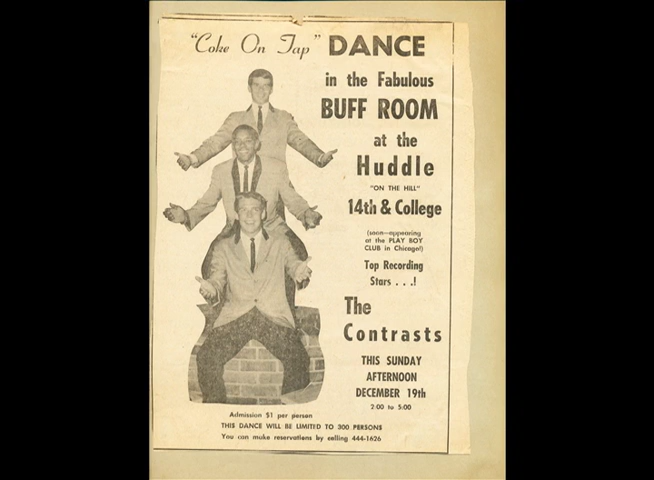 "Coke On Tap" DANCE
in the Fabulous
BUFF ROOM
at the
Huddle
"ON THE HILL"
14th & College
(soon—appearing
at the PLAY BOY
CLUB in Chicago!)
Top Recording
Stars . . .!
The
Contrasts
THIS SUNDAY
AFTERNOON
DECEMBER 19th
2:00 to 5:00
Admission $1 per person
THIS DANCE WILL BE LIMITED TO 300 PERSONS
You can make reservations by calling 444-1626